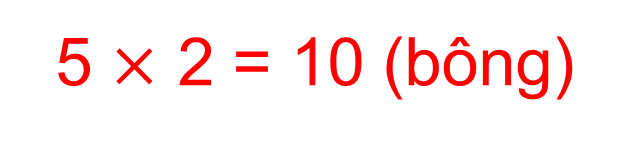 5 × 2 = 10 (bông)